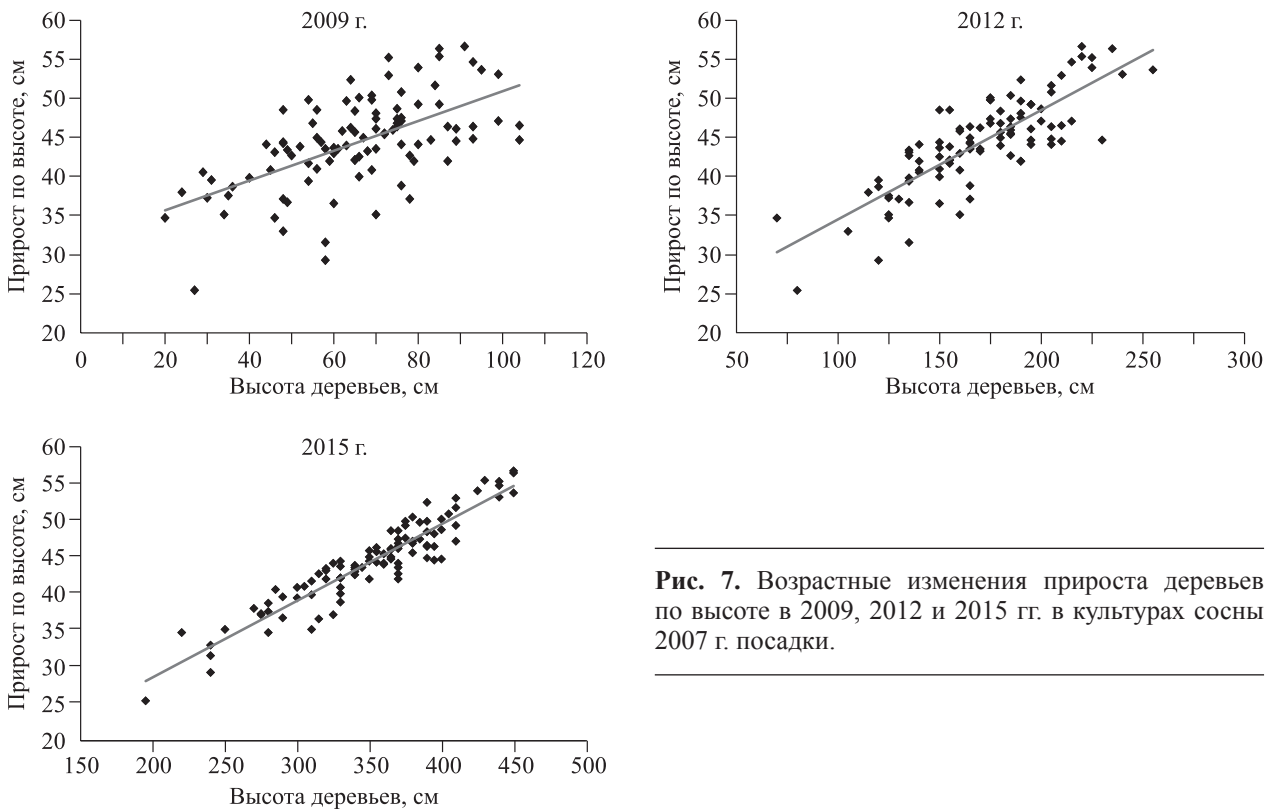 2009 г.
Прирост по высоте, см
60
55
50
45
40
35
30
25
20
0 20 40 60 80 100 120
Высота деревьев, см
2012 г.
Прирост по высоте, см
60
55
50
45
40
35
30
25
20
50 100 150 200 250 300
Высота деревьев, см
2015 г.
Прирост по высоте, см
60
55
50
45
40
35
30
25
20
150 200 250 300 350 400 450 500
Высота деревьев, см
Рис. 7. Возрастные изменения прироста деревьев
по высоте в 2009, 2012 и 2015 гг. в культурах сосны
2007 г. посадки.